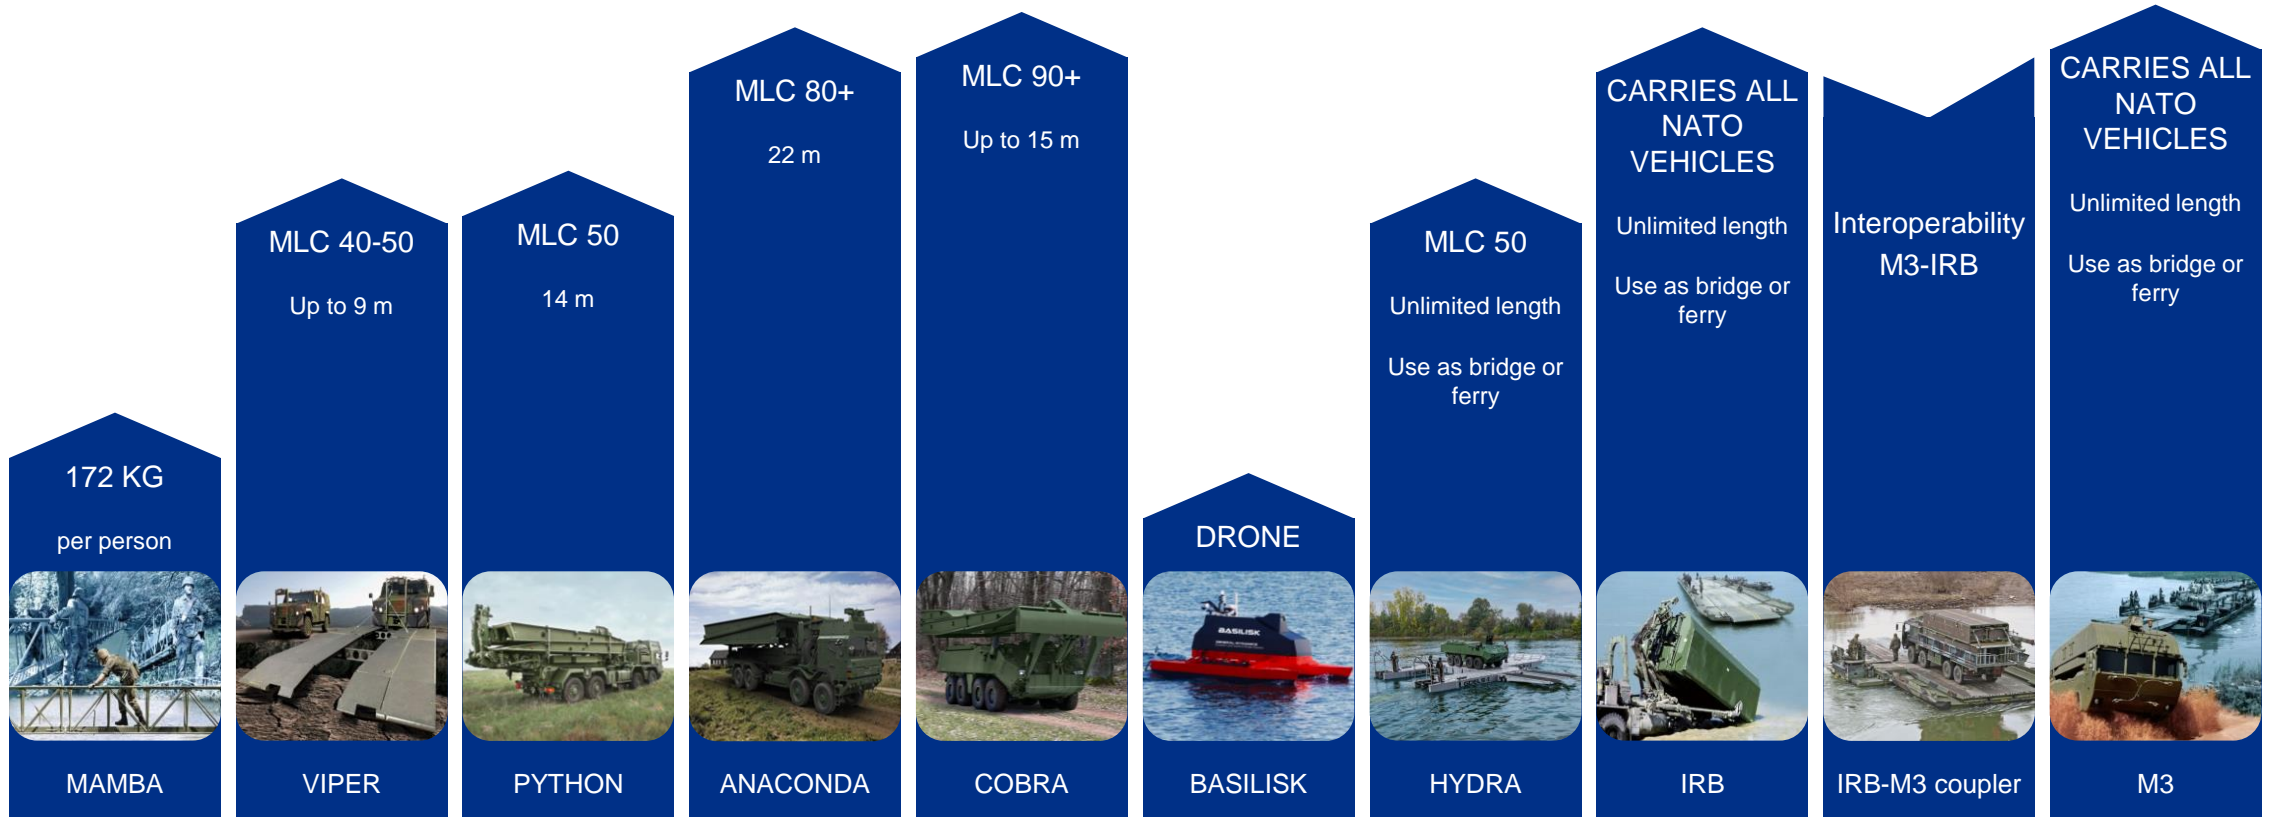 172 KG
per person
MAMBA
MLC 40-50
Up to 9 m
VIPER
MLC 50
14 m
PYTHON
MLC 80+
22 m
ANACONDA
MLC 90+
Up to 15 m
COBRA
DRONE
BASILISK
BASILISK
MLC 50
Unlimited length
Use as bridge or
ferry
HYDRA
CARRIES ALL
NATO
VEHICLES
Unlimited length
Use as bridge or
ferry
IRB
Interoperability
M3-IRB
IRB-M3 coupler
CARRIES ALL
NATO
VEHICLES
Unlimited length
Use as bridge or
ferry
M3